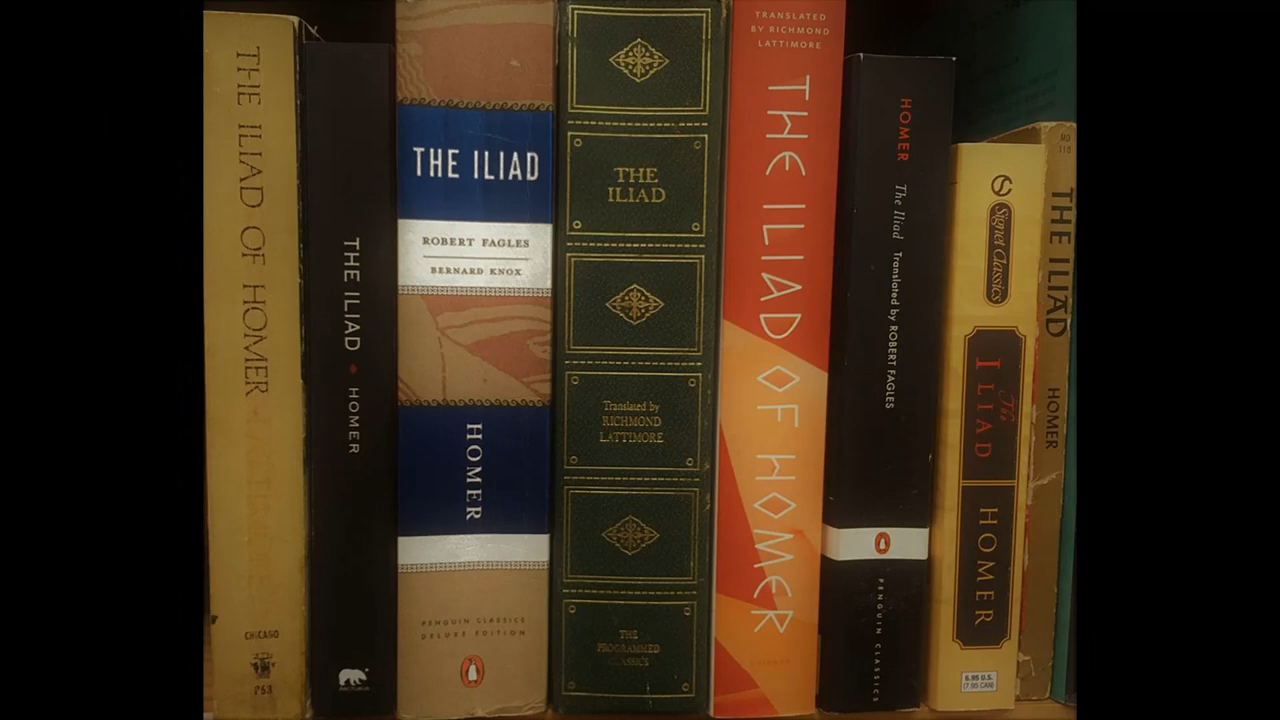 THE ILIAD OF HOMER
LATTIMORE
CHICAGO
P63
THE ILIAD • HOMER
THE ILIAD
ROBERT FAGLES
BERNARD KNOX
HOMER
PENGUIN CLASSICS
DELUXE EDITION
THE
ILIAD
Translated by
RICHMOND
LATTIMORE
THE
PROGRAMMED
CLASSICS
TRANSLATED
BY RICHMOND
LATTIMORE
THE ILIAD OF HOMER
CHICAGO
HOMER The Iliad Translated by ROBERT FAGLES
PENGUIN CLASSICS
Signet Classics
The
ILIAD
HOMER
6.95 U.S.
(7.95 CAN)
THE ILIAD HOMER